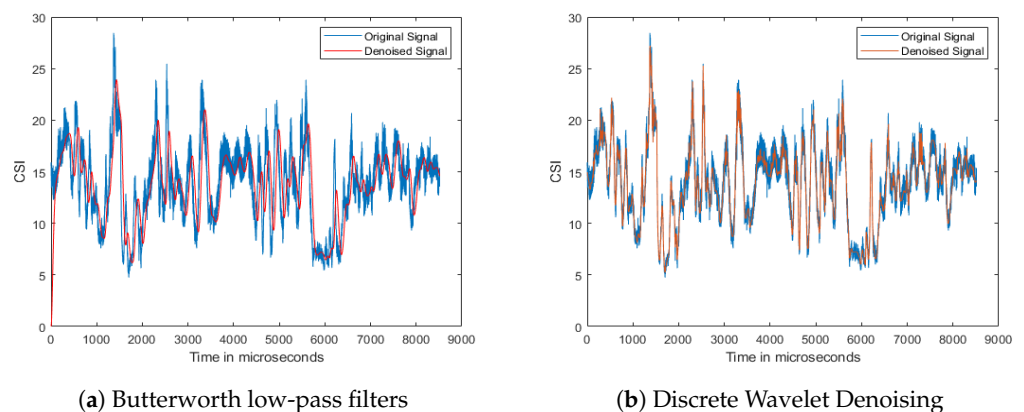 30
25
20
15
10
5
0
CSI
Original Signal
Denoised Signal
0 1000 2000 3000 4000 5000 6000 7000 8000 9000
Time in microseconds
(a) Butterworth low-pass filters
30
25
20
15
10
5
0
CSI
Original Signal
Denoised Signal
0 1000 2000 3000 4000 5000 6000 7000 8000 9000
Time in microseconds
(b) Discrete Wavelet Denoising